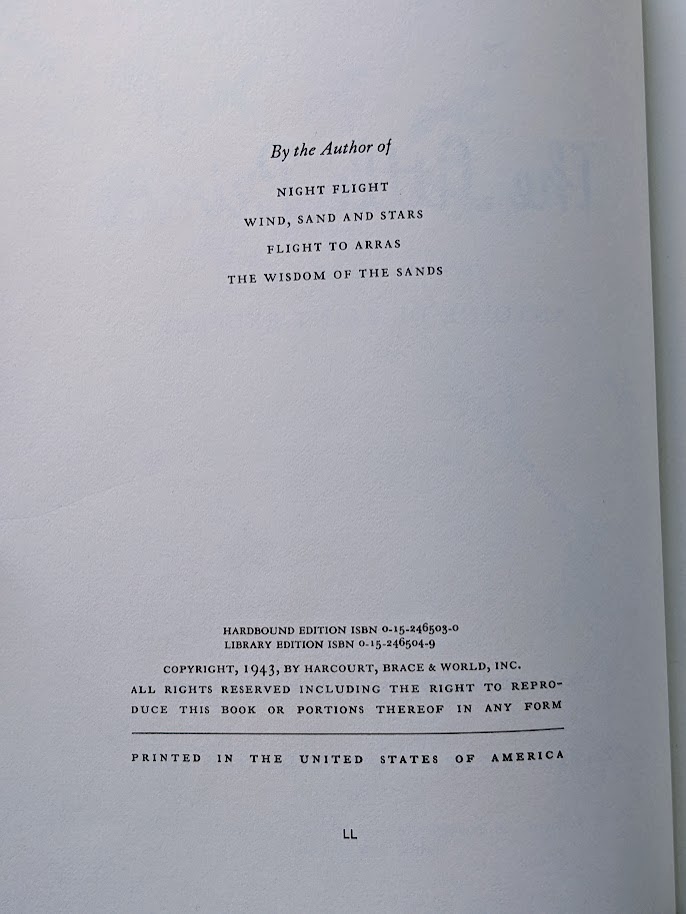 By the Author of
NIGHT FLIGHT
WIND, SAND AND STARS
FLIGHT TO ARRAS
THE WISDOM OF THE SANDS
HARDBOUND EDITION ISBN 0-15-246503-0
LIBRARY EDITION ISBN 0-15-246504-9
COPYRIGHT, 1943, BY HARCOURT, BRACE & WORLD, INC.
ALL RIGHTS RESERVED INCLUDING THE RIGHT TO REPRO-
DUCE THIS BOOK OR PORTIONS THEREOF IN ANY FORM
PRINTED IN THE UNITED STATES OF AMERICA
LL